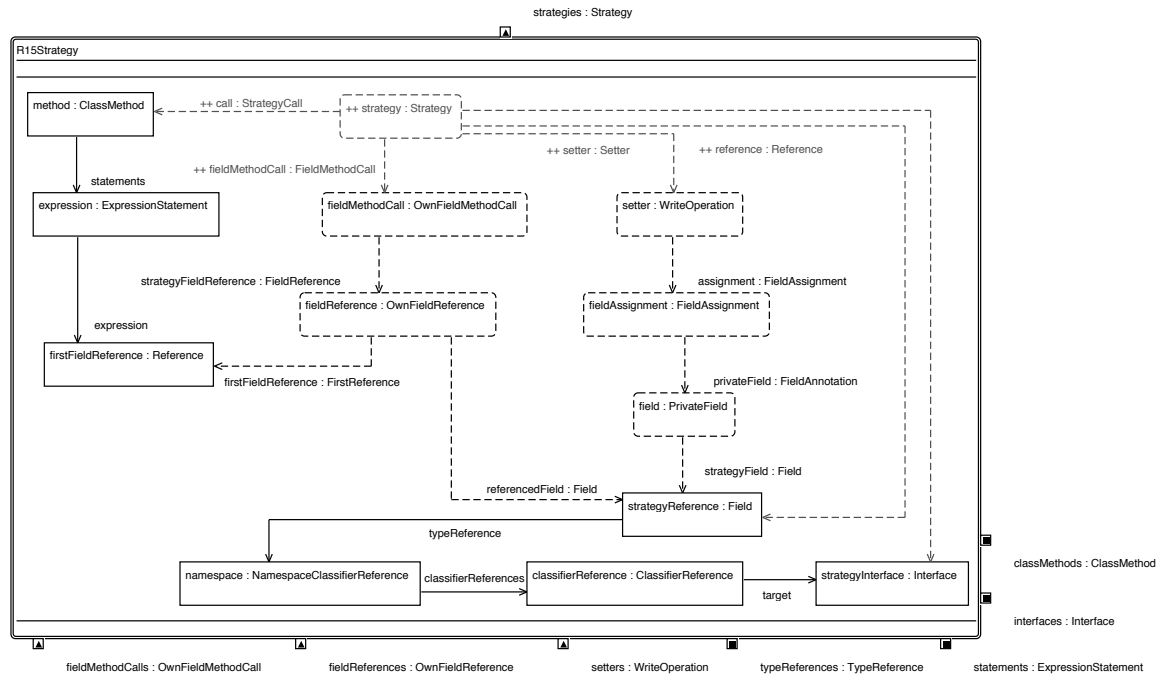 strategies : Strategy
R15Strategy
method : ClassMethod
++ call : StrategyCall
++ strategy : Strategy
++ setter : Setter
++ reference : Reference
++ fieldMethodCall : FieldMethodCall
statements
expression : ExpressionStatement
fieldMethodCall : OwnFieldMethodCall
setter : WriteOperation
strategyFieldReference : FieldReference
assignment : FieldAssignment
fieldReference : OwnFieldReference
fieldAssignment : FieldAssignment
expression
firstFieldReference : Reference
firstFieldReference : FirstReference
privateField : FieldAnnotation
field : PrivateField
strategyField : Field
referencedField : Field
strategyReference : Field
typeReference
namespace : NamespaceClassifierReference
classifierReferences
classifierReference : ClassifierReference
target
strategyInterface : Interface
classMethods : ClassMethod
interfaces : Interface
fieldMethodCalls : OwnFieldMethodCall
fieldReferences : OwnFieldReference
setters : WriteOperation
typeReferences : TypeReference
statements : ExpressionStatement